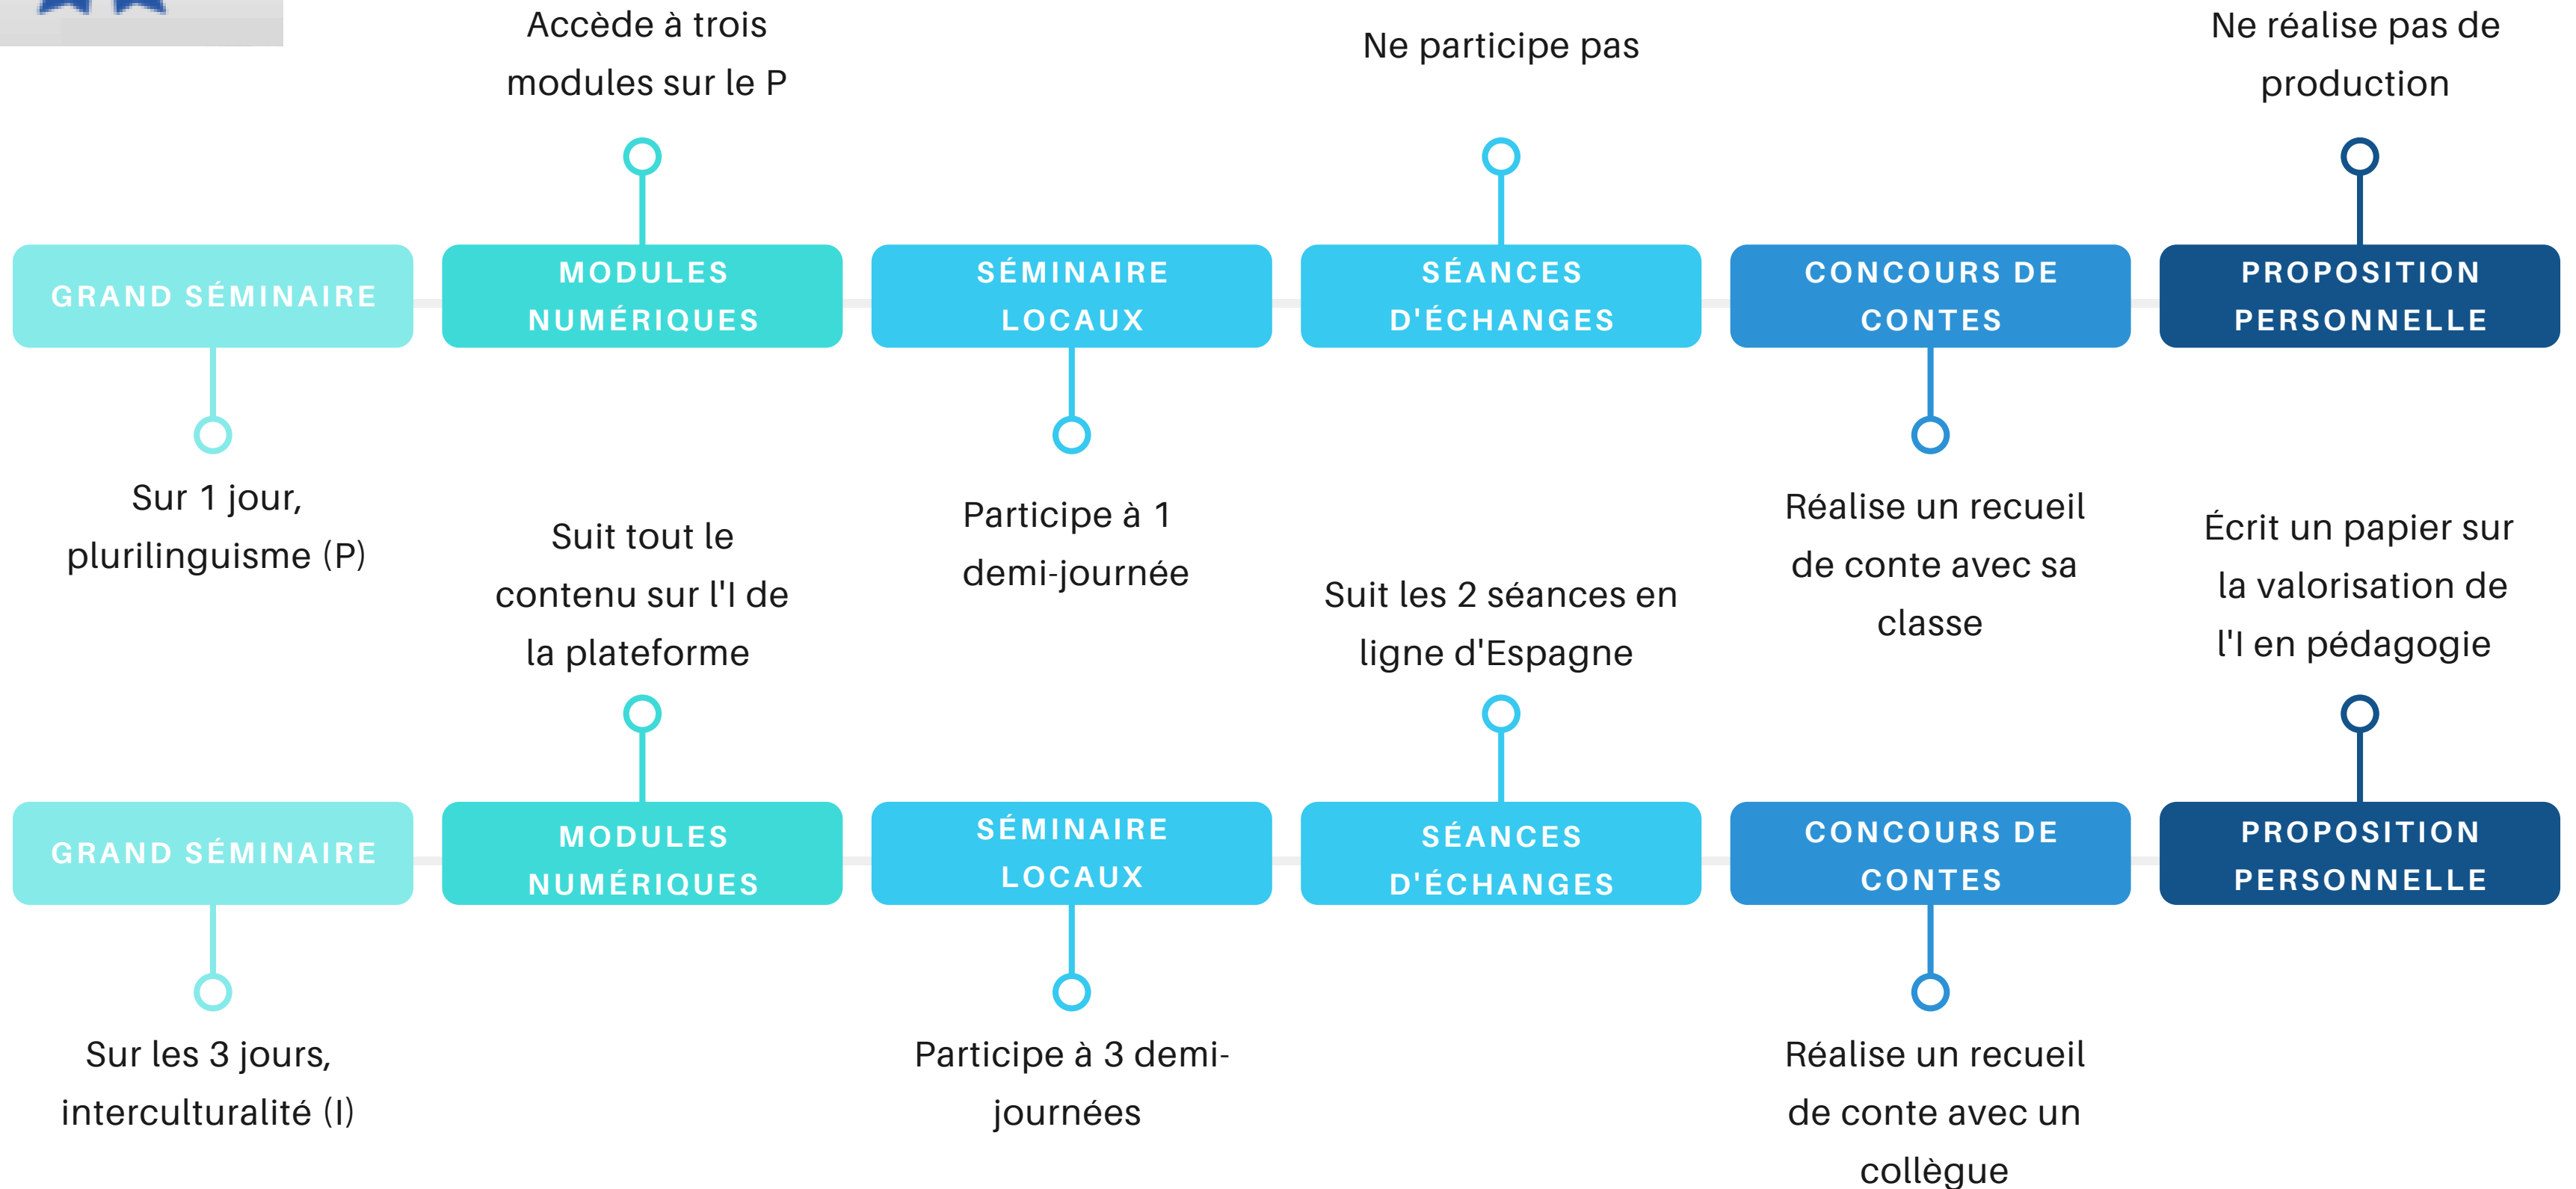 Accède à trois
modules sur le P
Ne participe pas
Ne réalise pas de
production
GRAND SÉMINAIRE
MODULES
NUMÉRIQUES
SÉMINAIRE
LOCAUX
SÉANCES
D'ÉCHANGES
CONCOURS DE
CONTES
PROPOSITION
PERSONNELLE
Sur 1 jour,
plurilinguisme (P)
Participe à 1
demi-journée
Réalise un recueil
de conte avec sa
classe
Suit tout le
contenu sur l'I de
la plateforme
Suit les 2 séances en
ligne d'Espagne
Écrit un papier sur
la valorisation de
l'I en pédagogie
GRAND SÉMINAIRE
MODULES
NUMÉRIQUES
SÉMINAIRE
LOCAUX
SÉANCES
D'ÉCHANGES
CONCOURS DE
CONTES
PROPOSITION
PERSONNELLE
Sur les 3 jours,
interculturalité (I)
Participe à 3 demi-
journées
Réalise un recueil
de conte avec un
collègue